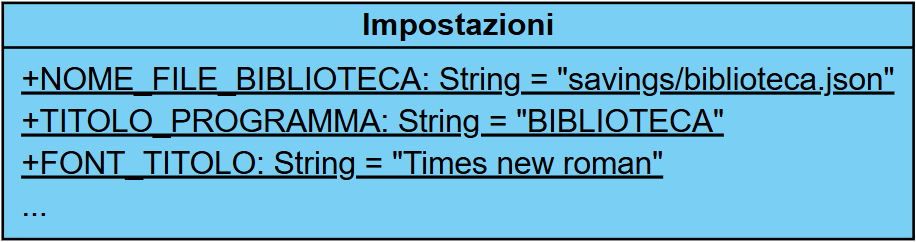 Impostazioni
+NOME_FILE_BIBLIOTECA: String = "savings/biblioteca.json"
+TITOLO_PROGRAMMA: String = "BIBLIOTECA"
+FONT_TITOLO: String = "Times new roman"
...